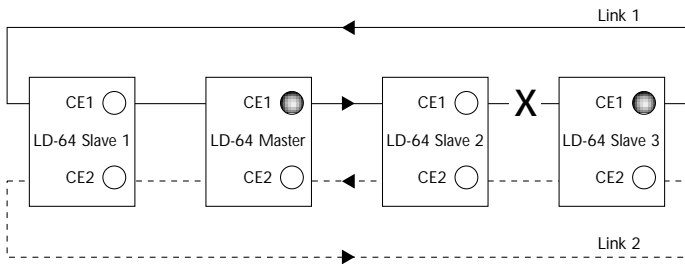 Link 1
CE1 CE1 CE1 X CE1
LD-64 Slave 1 LD-64 Master LD-64 Slave 2 LD-64 Slave 3
CE2 CE2 CE2 CE2
Link 2